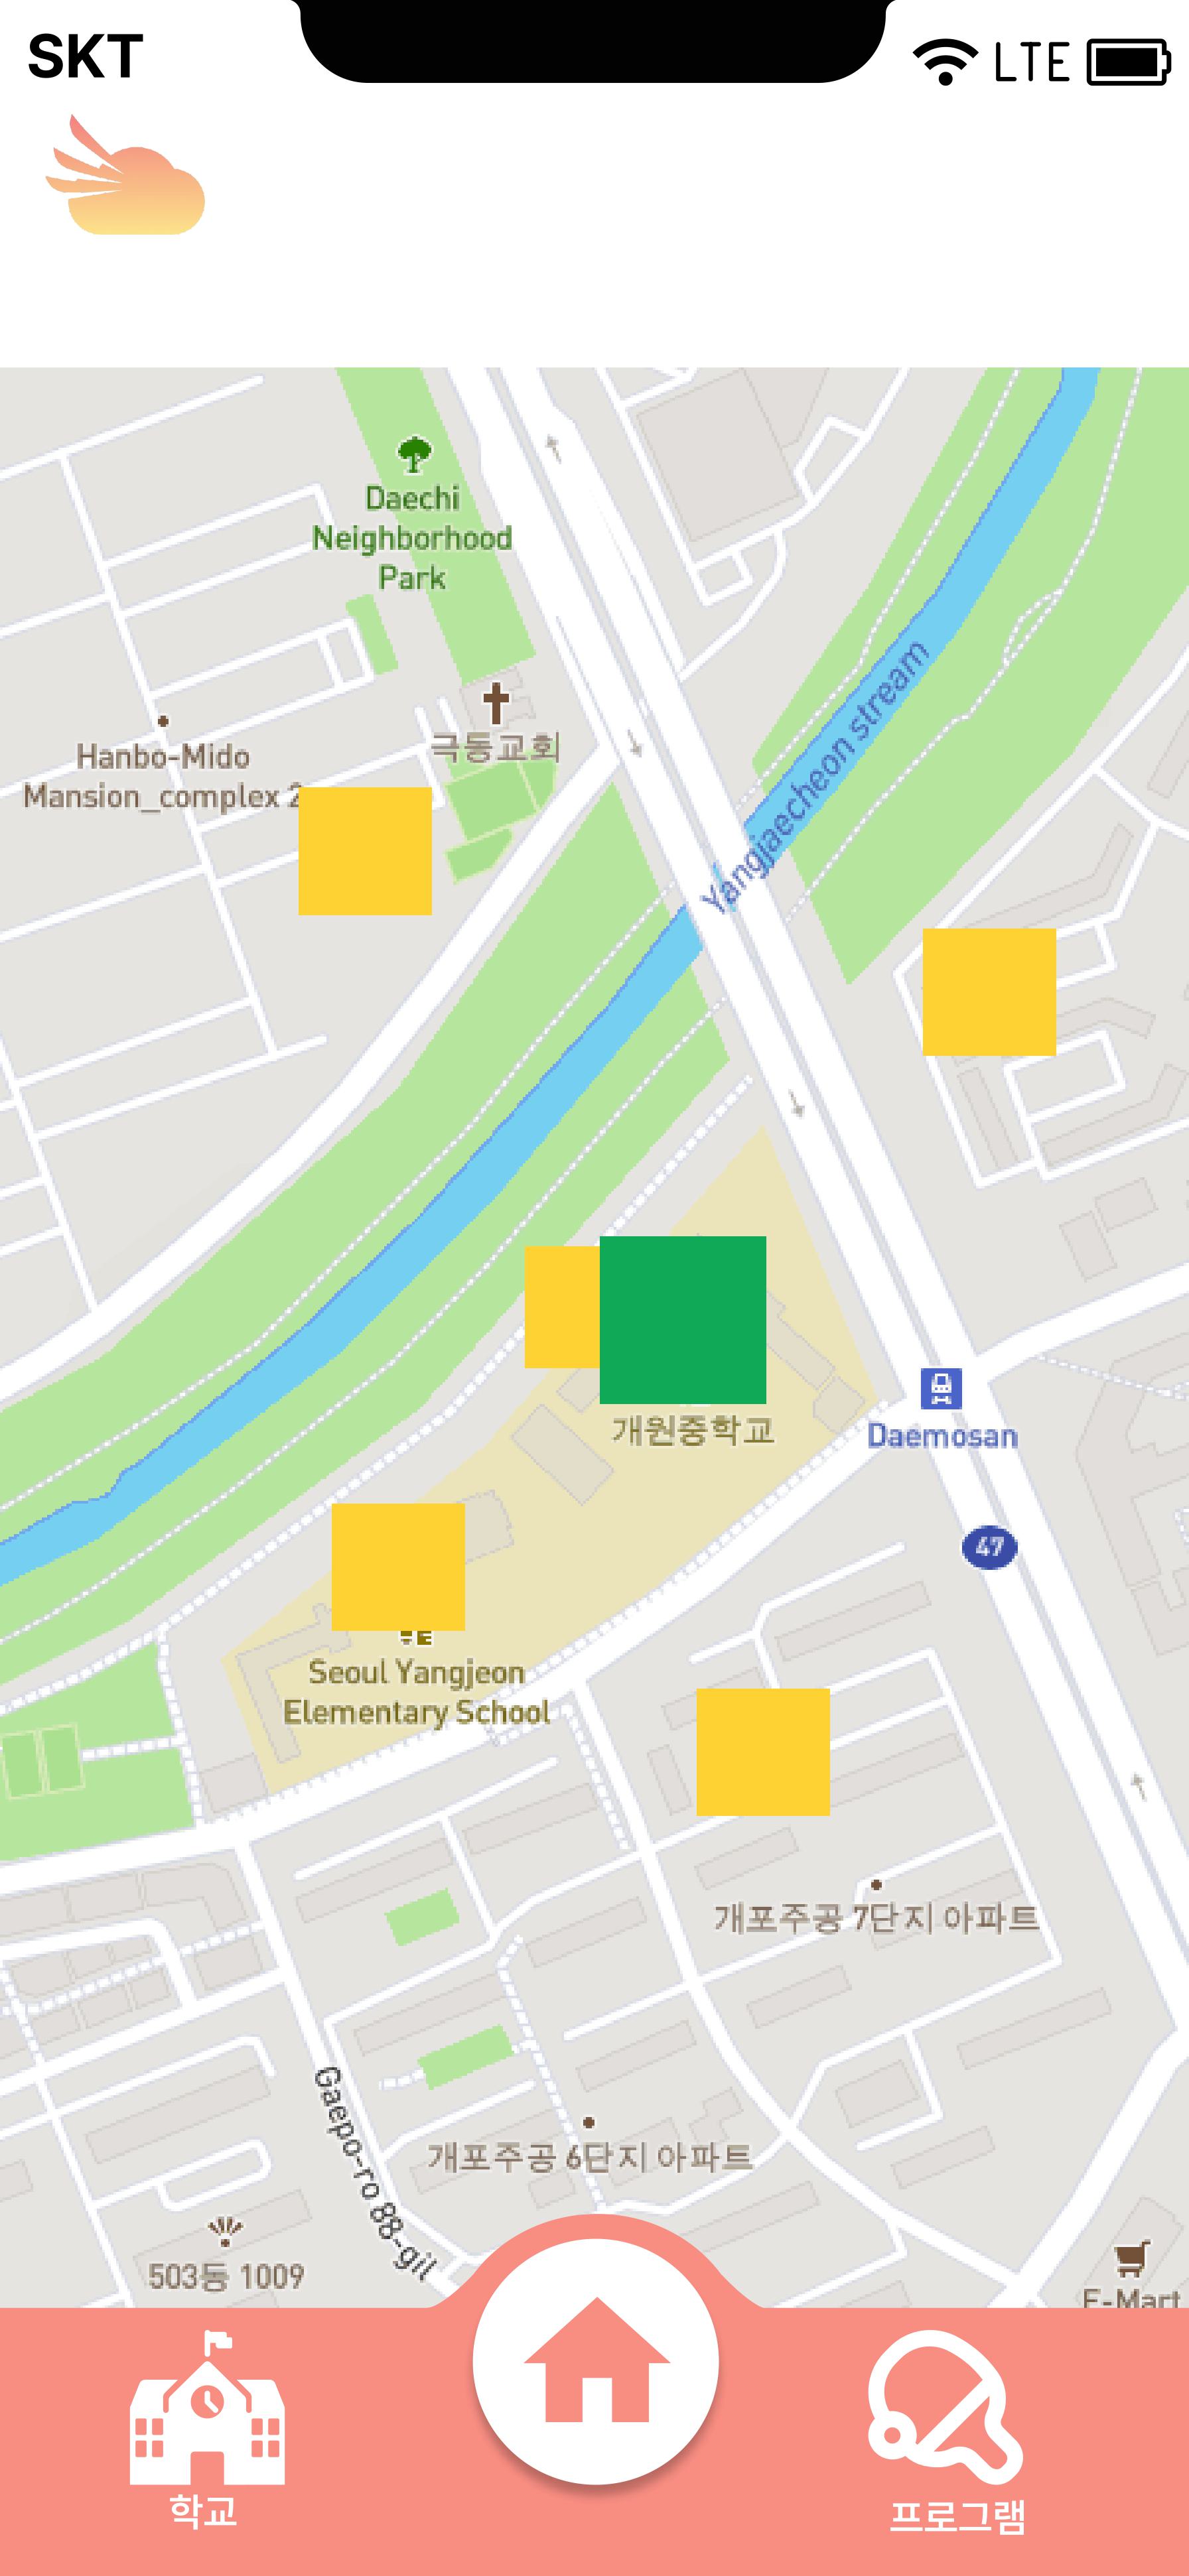 SKT
LTE
Daechi
Neighborhood
Park
극동교회
Hanbo-Mido
Mansion_complex 2
Yangjaecheon stream
개원중학교
Daemosan
47
Seoul Yangjeon
Elementary School
개포주공 7단지 아파트
Gaepo-ro 88-gil
개포주공 6단지 아파트
503동 1009
E-Mart
학교
프로그램